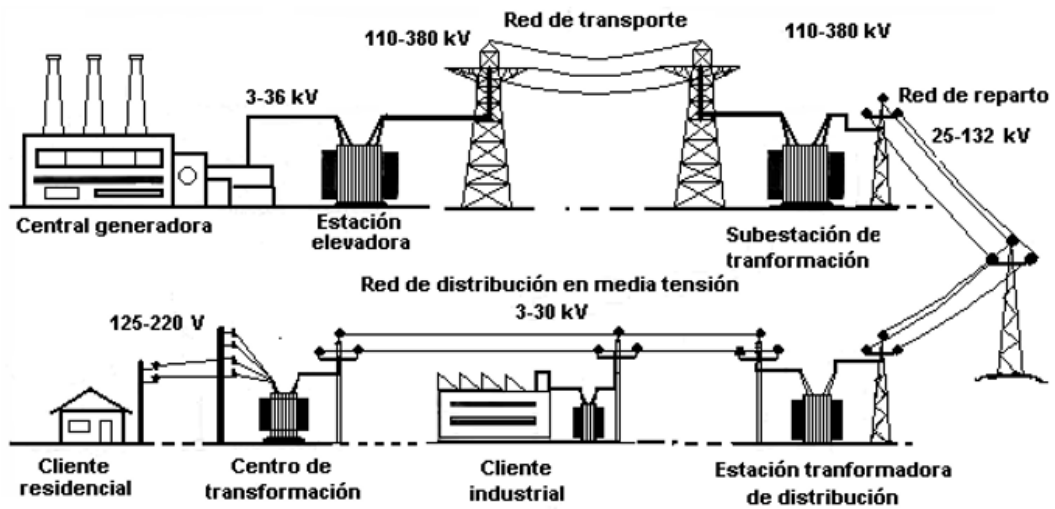 Red de transporte
110-380 kV
110-380 kV
3-36 kV
Red de reparto
25-132 kV
Central generadora
Estación
elevadora
Subestación de
tranformación
Red de distribución en media tensión
3-30 kV
125-220 V
Cliente
residencial
Centro de
transformación
Cliente
industrial
Estación tranformadora
de distribución